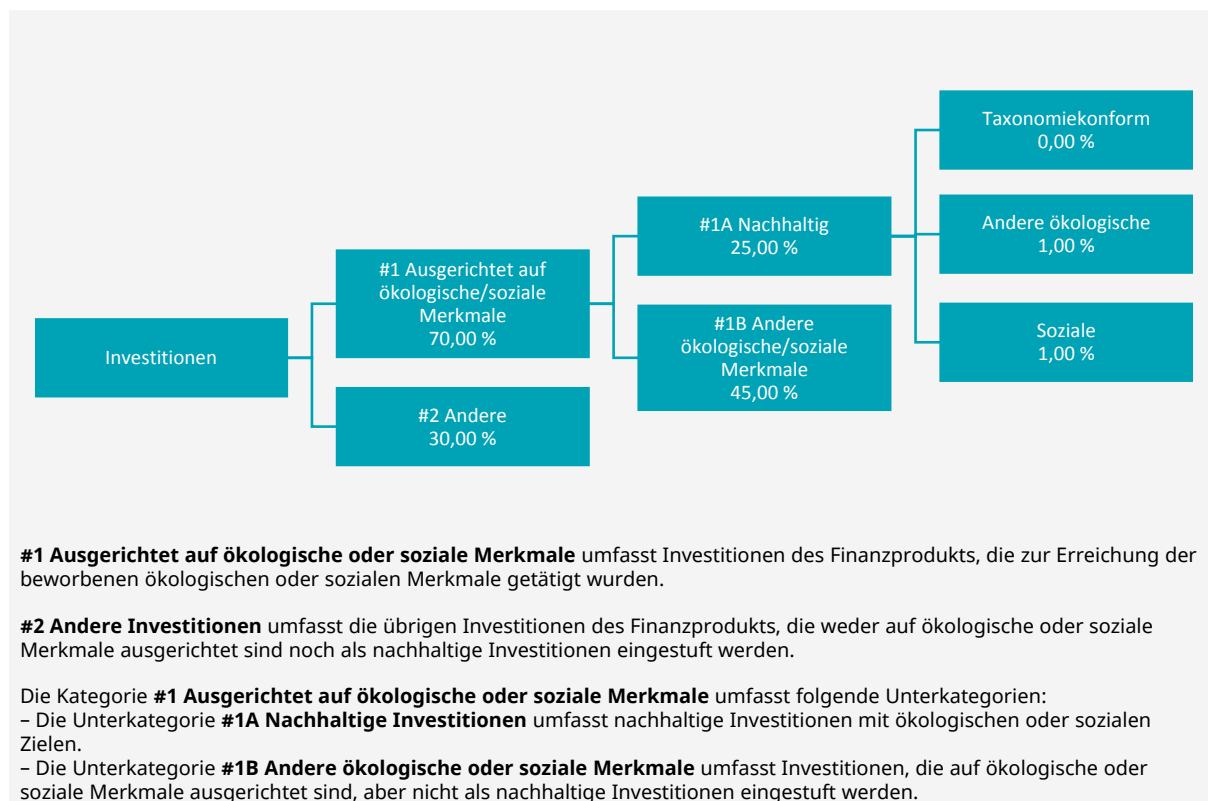 Investitionen
#1 Ausgerichtet auf
ökologische/soziale
Merkmale
70,00 %
#2 Andere
30,00 %
#1A Nachhaltig
25,00 %
#1B Andere
ökologische/soziale
Merkmale
45,00 %
Taxonomiekonform
0,00 %
Andere ökologische
1,00 %
Soziale
1,00 %
#1 Ausgerichtet auf ökologische oder soziale Merkmale umfasst Investitionen des Finanzprodukts, die zur Erreichung der
beworbenen ökologischen oder sozialen Merkmale getätigt wurden.
#2 Andere Investitionen umfasst die übrigen Investitionen des Finanzprodukts, die weder auf ökologische oder soziale
Merkmale ausgerichtet sind noch als nachhaltige Investitionen eingestuft werden.
Die Kategorie #1 Ausgerichtet auf ökologische oder soziale Merkmale umfasst folgende Unterkategorien:
– Die Unterkategorie #1A Nachhaltige Investitionen umfasst nachhaltige Investitionen mit ökologischen oder sozialen
Zielen.
– Die Unterkategorie #1B Andere ökologische oder soziale Merkmale umfasst Investitionen, die auf ökologische oder
soziale Merkmale ausgerichtet sind, aber nicht als nachhaltige Investitionen eingestuft werden.